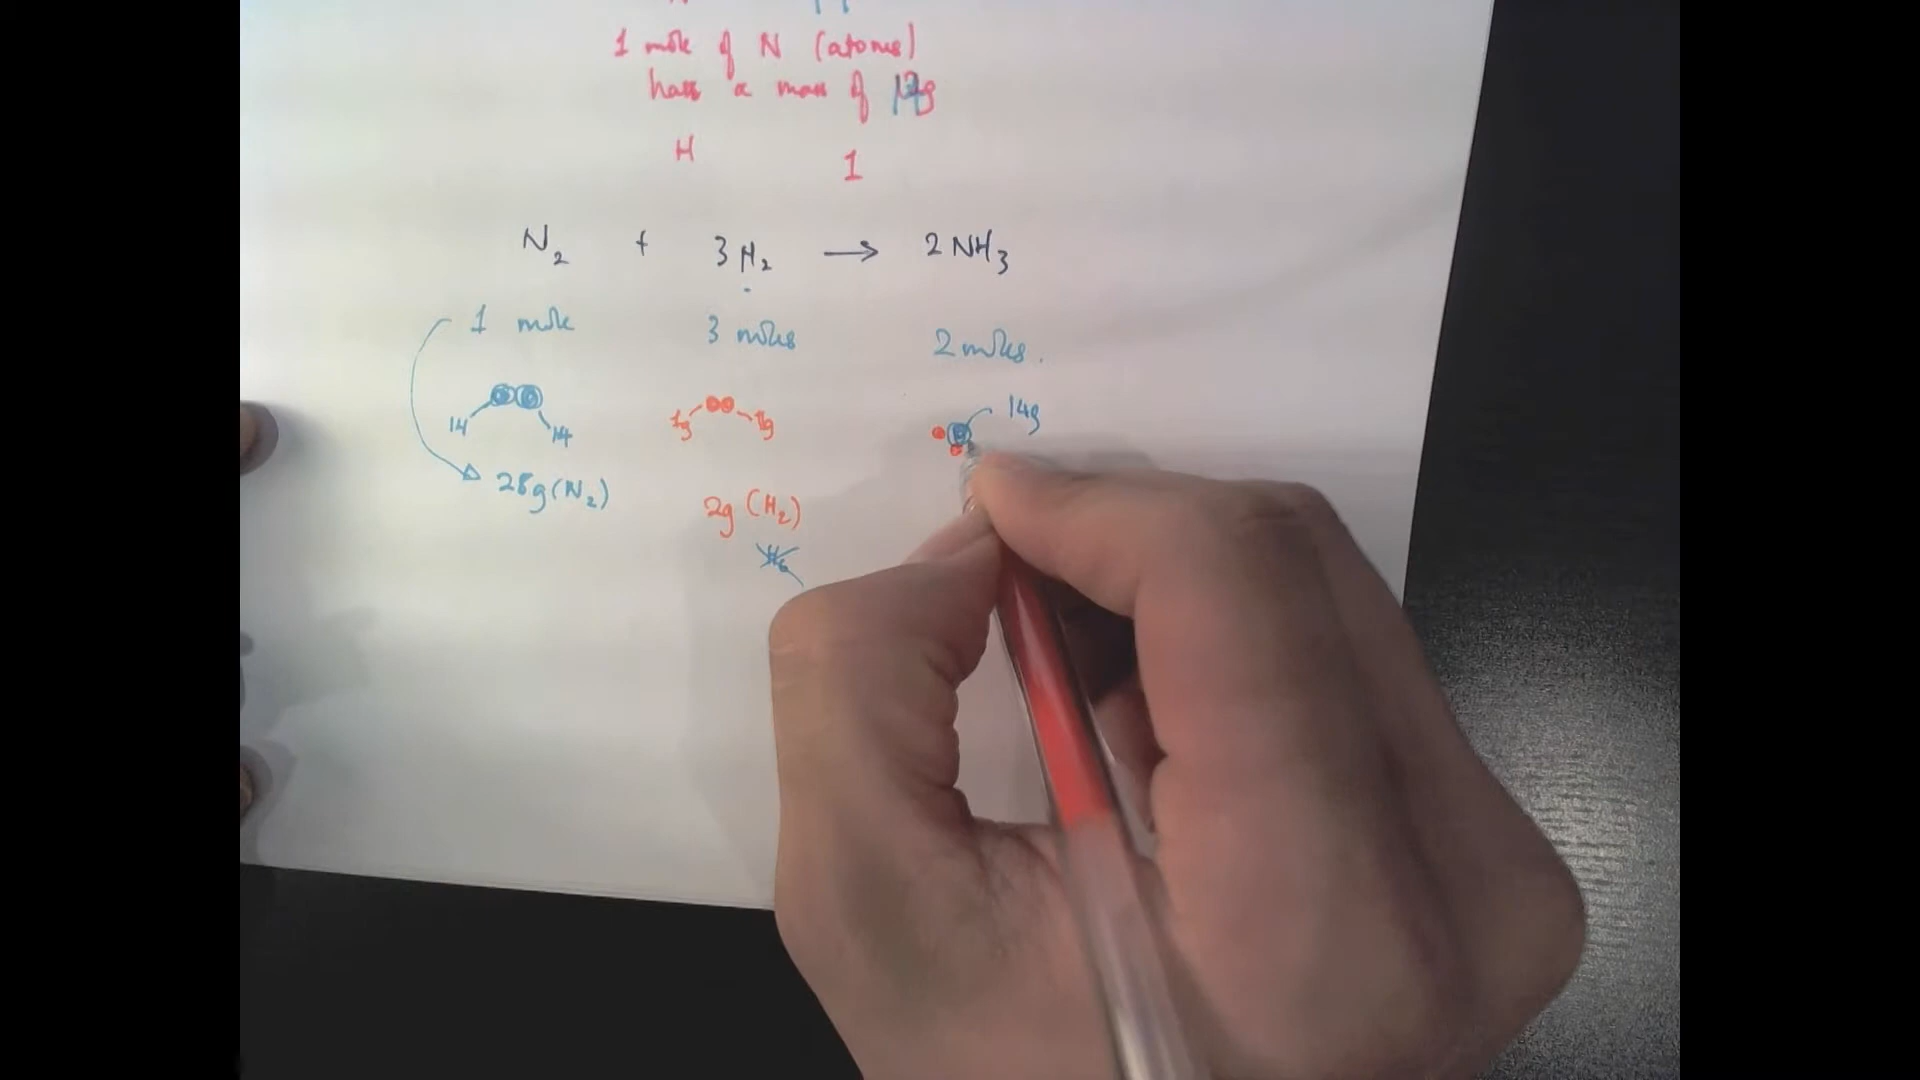 1 mole of N (atoms)
has a mass of 14g
H 1
N₂ + 3H₂ → 2NH₃
1 mole 3 moles 2 moles.
14 14 1g 1g 14g
28g(N₂) 2g (H₂)